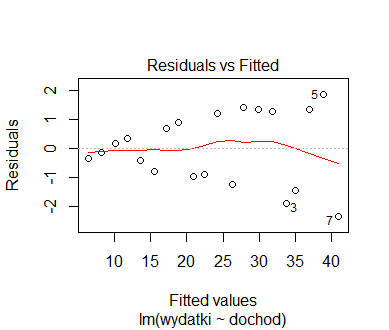 Residuals vs Fitted
Residuals
2
1
0
-1
-2
5
3
7
10 15 20 25 30 35 40
Fitted values
lm(wydatki ~ dochod)